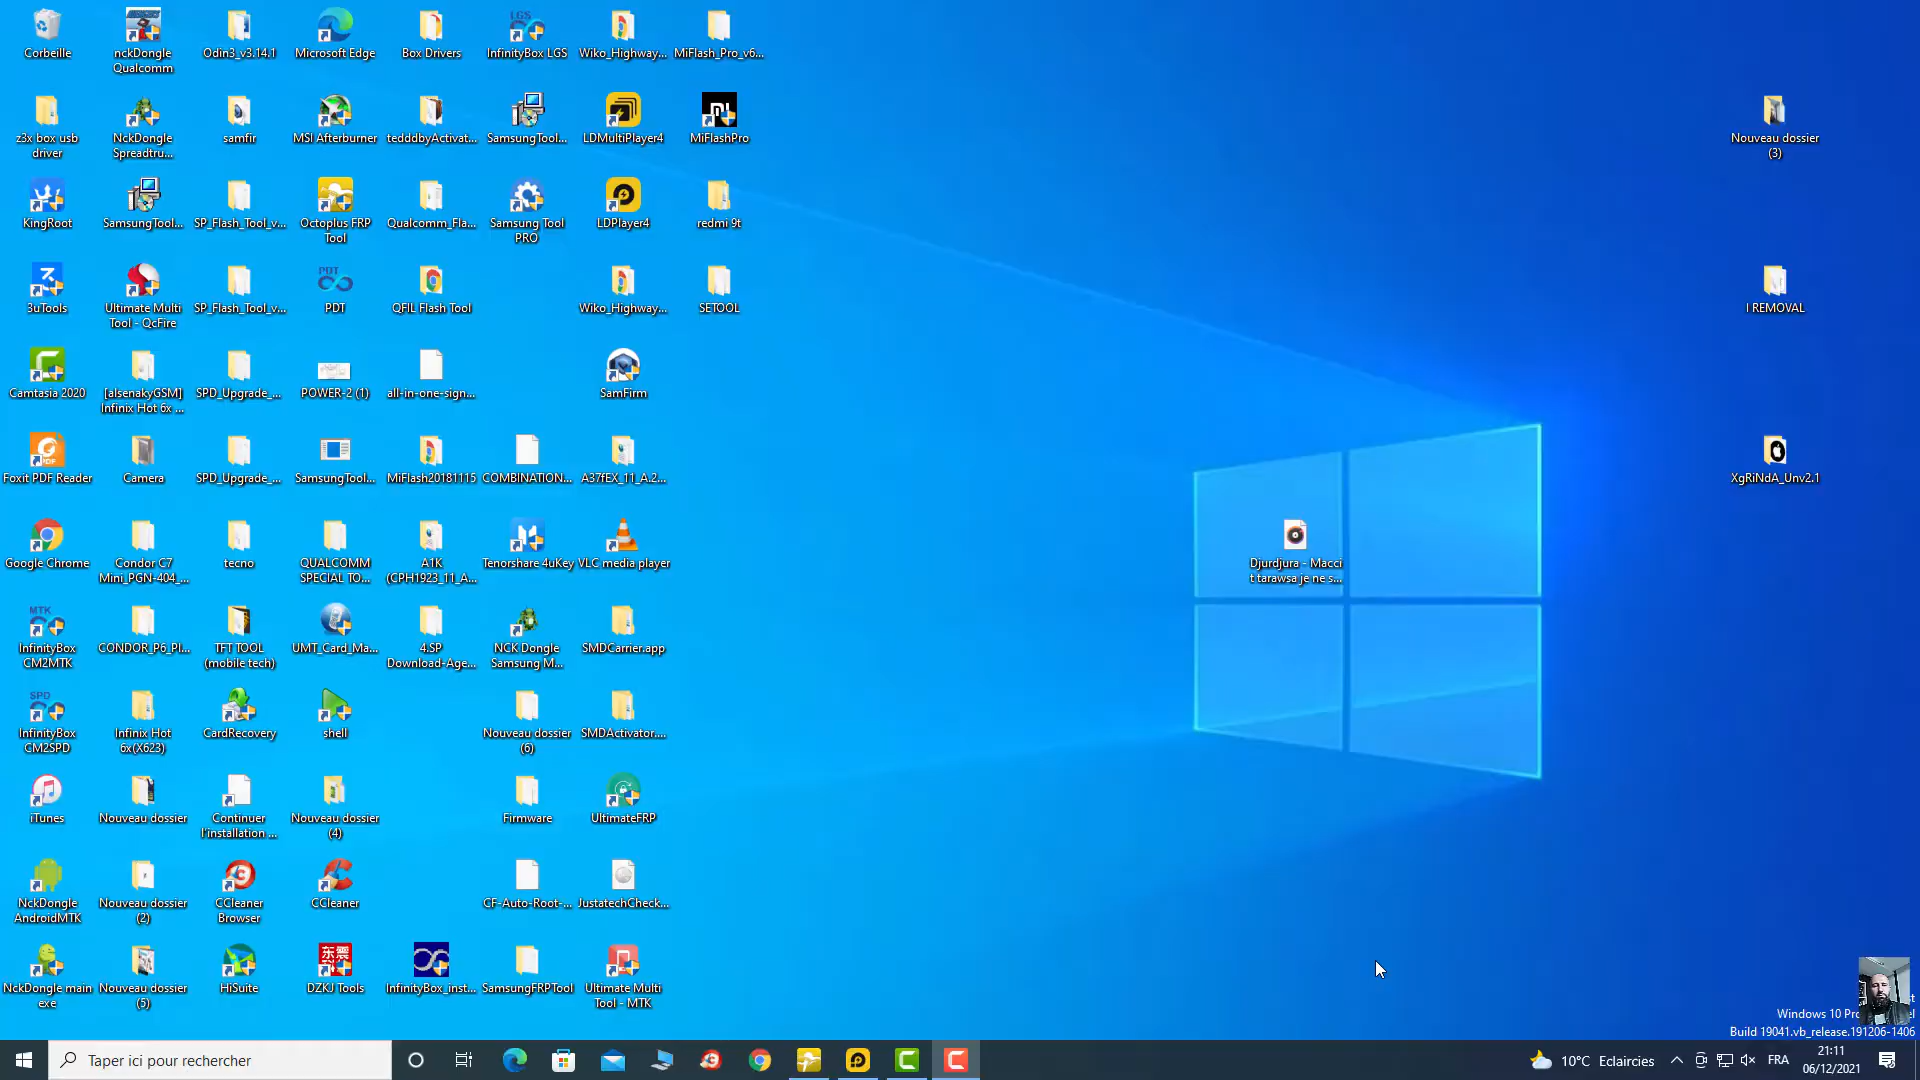 Corbeille
nckDongle
Qualcomm
Odin3_v3.14.1
Microsoft Edge
Box Drivers
LGS
InfinityBox LGS
Wiko_Highway...
MiFlash_Pro_v6...
z3x box usb
driver
NckDongle
Spreadtru...
samfir
MSI Afterburner
tedddbyActivat...
SamsungTool...
LDMultiPlayer4
MiFlashPro
Nouveau dossier
(3)
KingRoot
SamsungTool...
SP_Flash_Tool_v...
Octoplus FRP
Tool
Qualcomm_Fla...
Samsung Tool
PRO
LDPlayer4
redmi 9t
3uTools
Ultimate Multi
Tool - QcFire
SP_Flash_Tool_v...
PDT
PDT
QFIL Flash Tool
Wiko_Highway...
SETOOL
I REMOVAL
Camtasia 2020
[alsenakyGSM]
Infinix Hot 6x ...
SPD_Upgrade_...
POWER-2 (1)
all-in-one-sign...
SamFirm
Foxit PDF Reader
Camera
SPD_Upgrade_...
SamsungTool...
MiFlash20181115
COMBINATION...
A37fEX_11_A.2...
XgRiNdA_Unv2.1
Google Chrome
Condor C7
Mini_PGN-404_...
tecno
QUALCOMM
SPECIAL TO...
A1K
(CPH1923_11_A...
Tenorshare 4uKey
VLC media player
Djurdjura - Macci
t tarawsa je ne s...
MTK
InfinityBox
CM2MTK
CONDOR_P6_Pl...
TFT TOOL
(mobile tech)
UMT_Card_Ma...
4.SP
Download-Age...
NCK Dongle
Samsung M...
SMDCarrier.app
SPD
InfinityBox
CM2SPD
Infinix Hot
6x(X623)
CardRecovery
shell
Nouveau dossier
(6)
SMDActivator....
iTunes
Nouveau dossier
Continuer
l'installation ...
Nouveau dossier
(4)
Firmware
UltimateFRP
NckDongle
AndroidMTK
Nouveau dossier
(2)
CCleaner
Browser
CCleaner
CF-Auto-Root-...
JustatechCheck...
NckDongle main
exe
Nouveau dossier
(5)
HiSuite
东震
DZKJ Tools
InfinityBox_inst...
SamsungFRPTool
Ultimate Multi
Tool - MTK
Windows 10 Pro
Build 19041.vb_release.191206-1406
Taper ici pour rechercher
10°C Eclaircies
FRA
21:11
06/12/2021